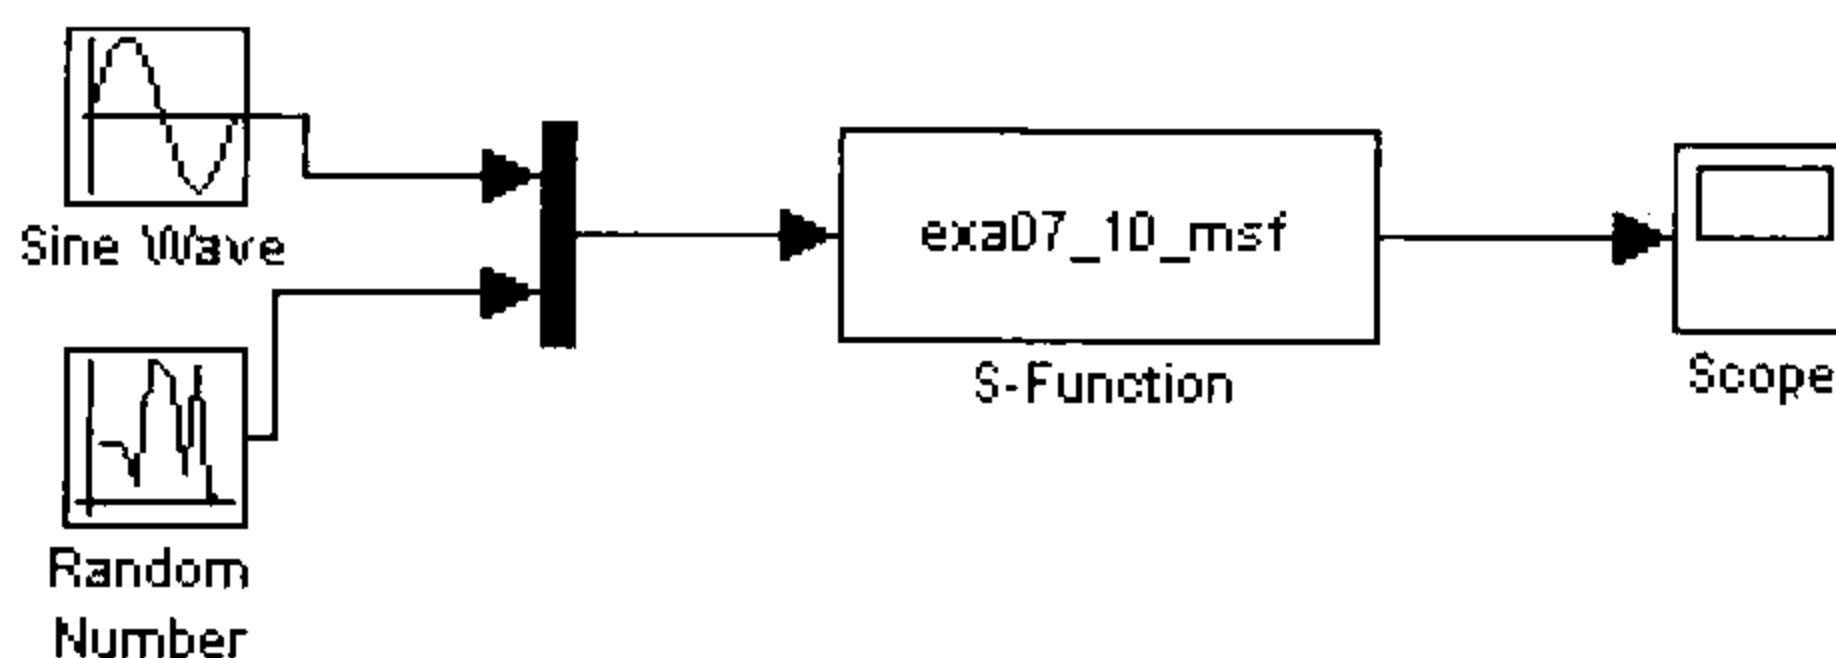 Sine Wave
exa07_10_msf
S-Function
Scope
Random
Number